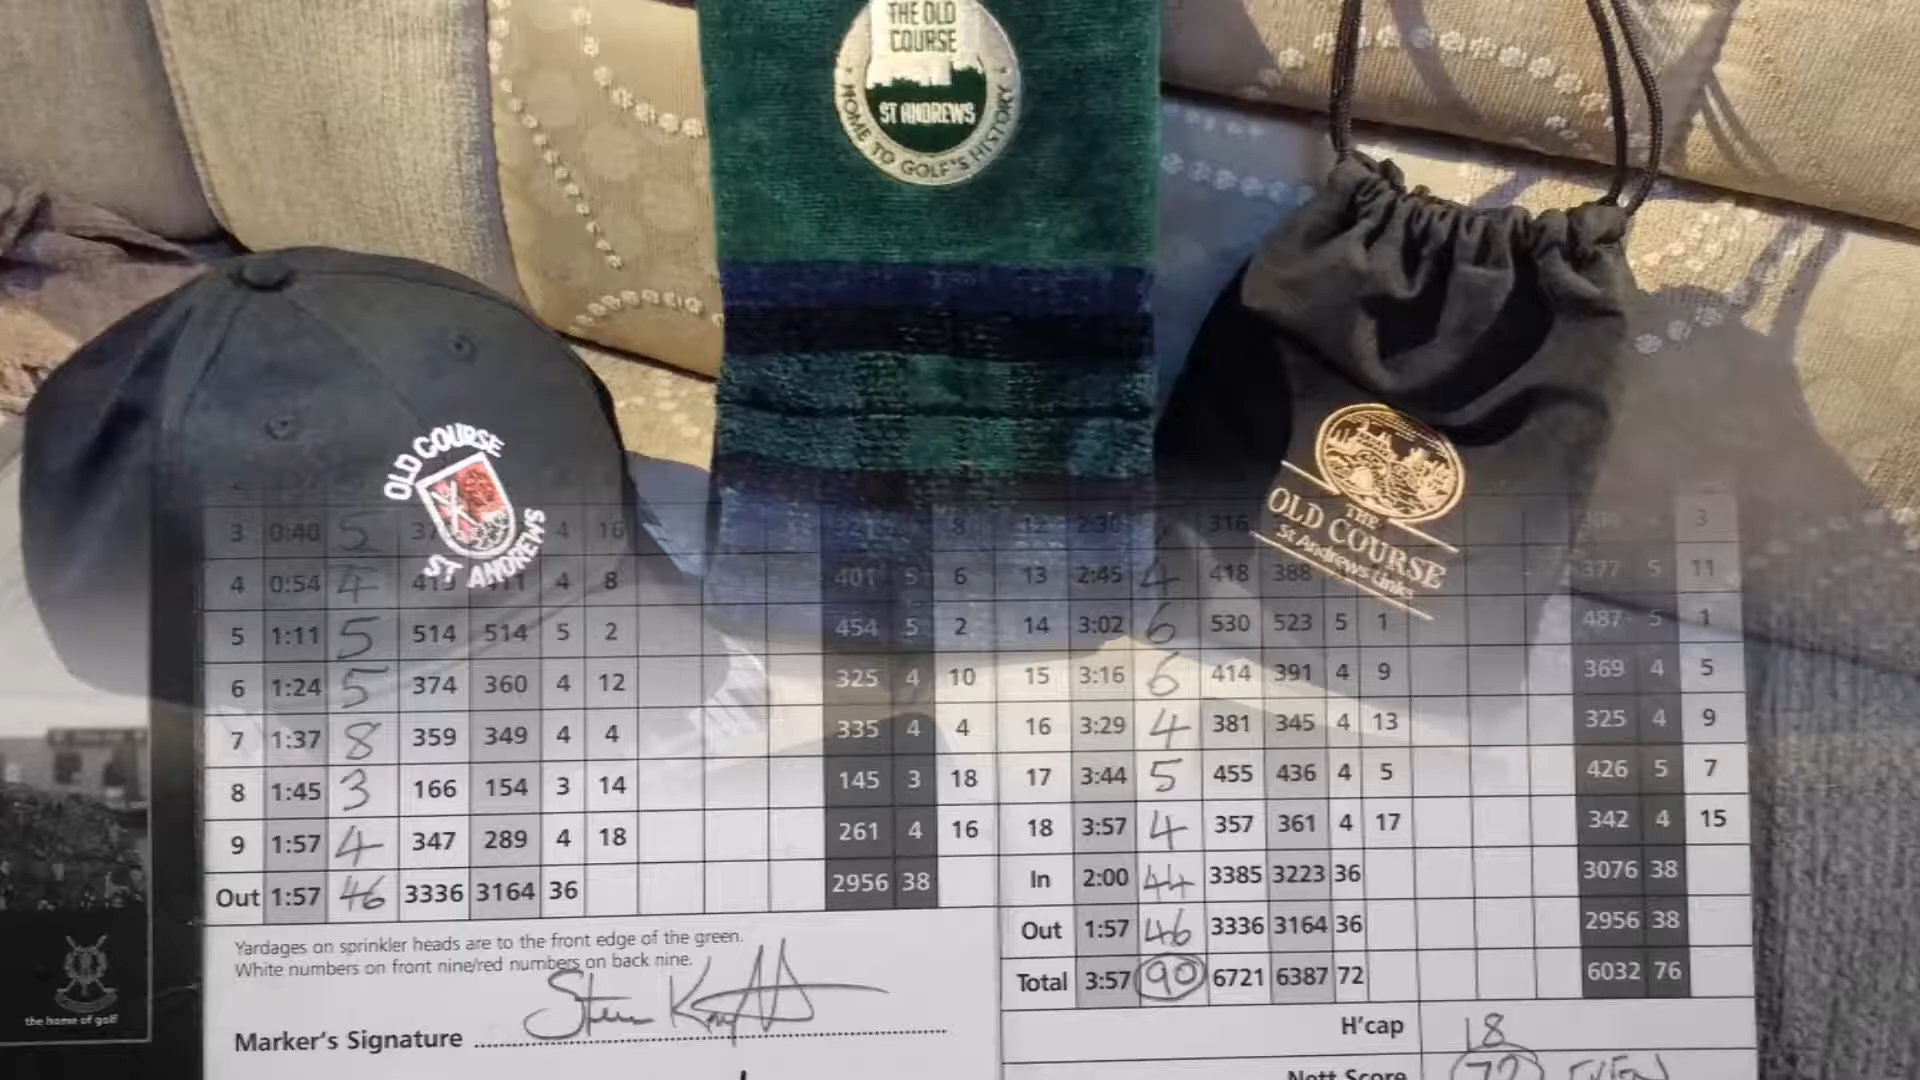 THE OLD
COURSE
ST ANDREWS
• HOME TO GOLF'S HISTORY •
OLD COURSE
ST ANDREWS
THE
OLD COURSE
St Andrews Links
3 0:40 5 4 16 8 12 2:30 316 3
4 0:54 4 419 411 4 8 401 5 6 13 2:45 4 418 388 377 5 11
5 1:11 5 514 514 5 2 454 5 2 14 3:02 6 530 523 5 1 487 5 1
6 1:24 5 374 360 4 12 325 4 10 15 3:16 6 414 391 4 9 369 4 5
7 1:37 8 359 349 4 4 335 4 4 16 3:29 4 381 345 4 13 325 4 9
8 1:45 3 166 154 3 14 145 3 18 17 3:44 5 455 436 4 5 426 5 7
9 1:57 4 347 289 4 18 261 4 16 18 3:57 4 357 361 4 17 342 4 15
Out 1:57 46 3336 3164 36 2956 38 In 2:00 44 3385 3223 36 3076 38
Out 1:57 46 3336 3164 36 2956 38
Total 3:57 90 6721 6387 72 6032 76
Yardages on sprinkler heads are to the front edge of the green.
White numbers on front nine/red numbers on back nine.
Marker's Signature
H'cap 18
Nett Score 72 EVEN
the home of golf